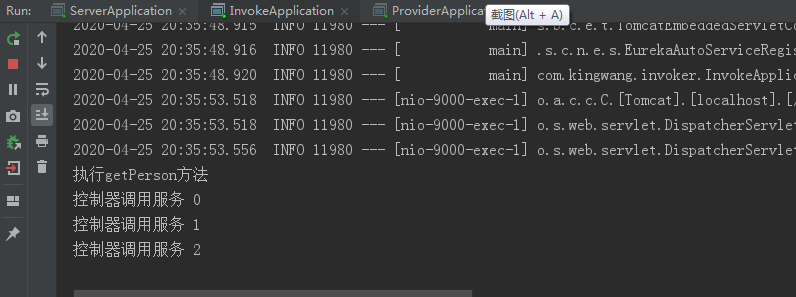 Run: ServerApplication × InvokeApplication × ProviderApplicat 截图(Alt + A)
2020-04-25 20:35:48.915 INFO 11980 --- [ main] s.b.c.e.t.TomcatEmbeddedServletCo
2020-04-25 20:35:48.916 INFO 11980 --- [ main] .s.c.n.e.s.EurekaAutoServiceRegis
2020-04-25 20:35:48.920 INFO 11980 --- [ main] com.kingwang.invoker.InvokeApplic
2020-04-25 20:35:53.518 INFO 11980 --- [nio-9000-exec-1] o.a.c.c.C.[Tomcat].[localhost].[/
2020-04-25 20:35:53.518 INFO 11980 --- [nio-9000-exec-1] o.s.web.servlet.DispatcherServlet
2020-04-25 20:35:53.556 INFO 11980 --- [nio-9000-exec-1] o.s.web.servlet.DispatcherServlet
执行getPerson方法
控制器调用服务 0
控制器调用服务 1
控制器调用服务 2